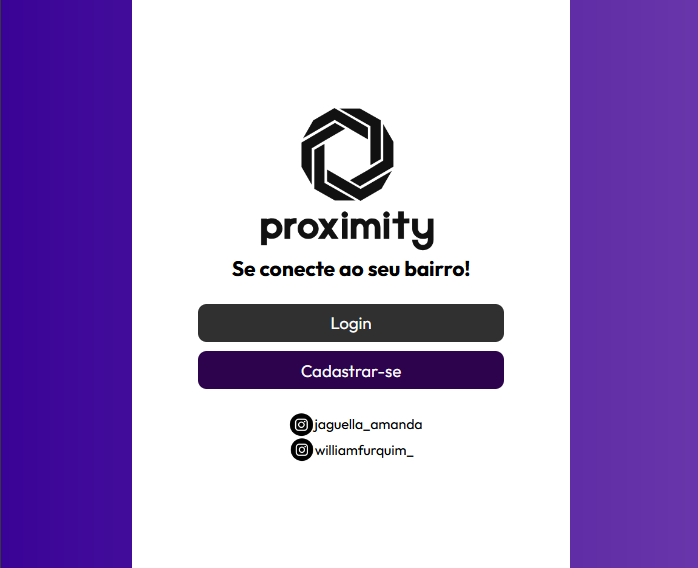 proximity
Se conecte ao seu bairro!
Login
Cadastrar-se
jaguella_amanda
williamfurquim_